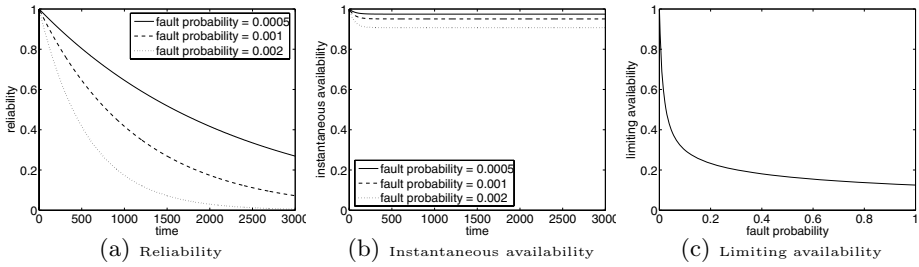 1
0.8
0.6
0.4
0.2
0
reliability
fault probability = 0.0005
fault probability = 0.001
fault probability = 0.002
0 500 1000 1500 2000 2500 3000
time
(a) Reliability
1
0.8
0.6
0.4
0.2
0
instantaneous availability
fault probability = 0.0005
fault probability = 0.001
fault probability = 0.002
0 500 1000 1500 2000 2500 3000
time
(b) Instantaneous availability
1
0.8
0.6
0.4
0.2
0
limiting availability
0 0.2 0.4 0.6 0.8 1
fault probability
(c) Limiting availability